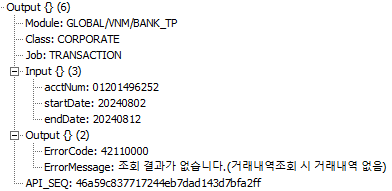 Output {} (6)
Module: GLOBAL/VNM/BANK_TP
Class: CORPORATE
Job: TRANSACTION
Input {} (3)
acctNum: 01201496252
startDate: 20240802
endDate: 20240812
Output {} (2)
ErrorCode: 42110000
ErrorMessage: 조회 결과가 없습니다.(거래내역조회 시 거래내역 없음)
API_SEQ: 46a59c837717244eb7dad143d7bfa2ff